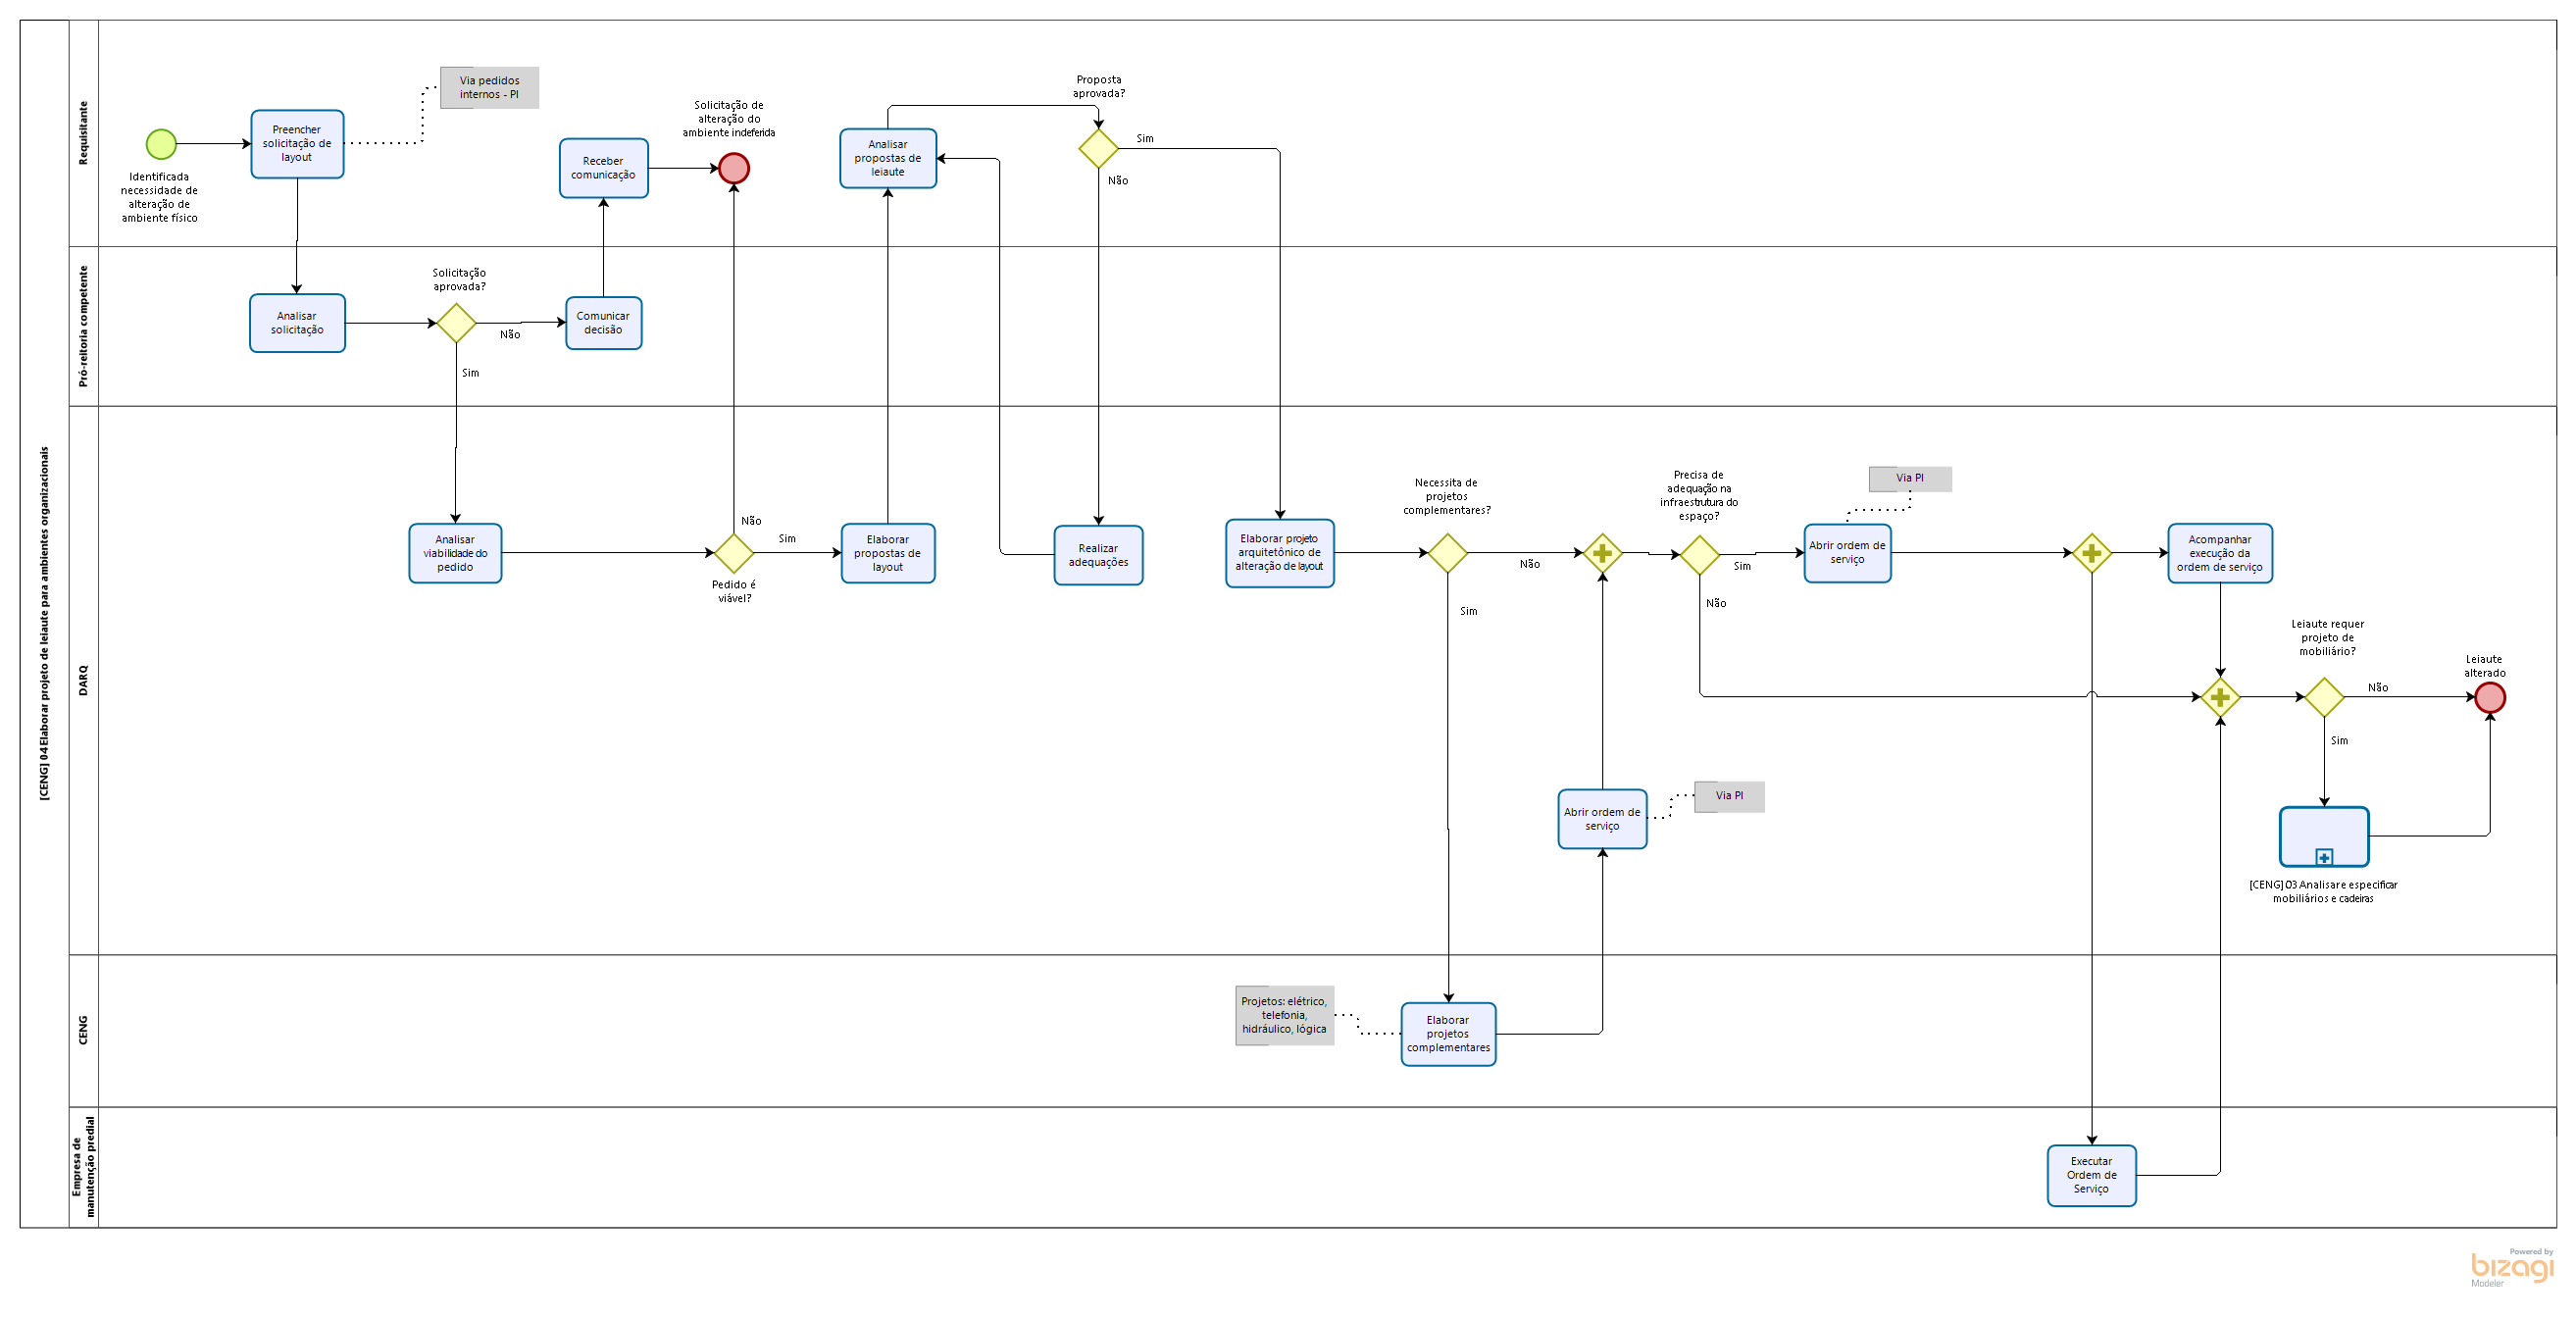 [CENG] 04 Elaborar projeto de leiaute para ambientes organizacionais
Requisitante
Identificada
necessidade de
alteração de
ambiente físico
Preencher
solicitação de
layout
Via pedidos
internos - PI
Receber
comunicação
Solicitação de
alteração do
ambiente indeferida
Analisar
propostas de
leiaute
Proposta
aprovada?
Sim
Não
Pró-reitoria competente
Analisar
solicitação
Solicitação
aprovada?
Não
Sim
Comunicar
decisão
DARQ
Analisar
viabilidade do
pedido
Não
Sim
Pedido é
viável?
Elaborar
propostas de
layout
Realizar
adequações
Elaborar projeto
arquitetônico de
alteração de layout
Necessita de
projetos
complementares?
Não
Sim
Precisa de
adequação na
infraestrutura do
espaço?
Sim
Não
Abrir ordem de
serviço
Via PI
Acompanhar
execução da
ordem de serviço
Leiaute requer
projeto de
mobiliário?
Não
Sim
Leiaute
alterado
Abrir ordem de
serviço
Via PI
[CENG] 03 Analisar e especificar
mobiliários e cadeiras
CENG
Projetos: elétrico,
telefonia,
hidráulico, lógica
Elaborar
projetos
complementares
Empresa de
manutenção predial
Executar
Ordem de
Serviço
Powered by
bizagi
Modeler